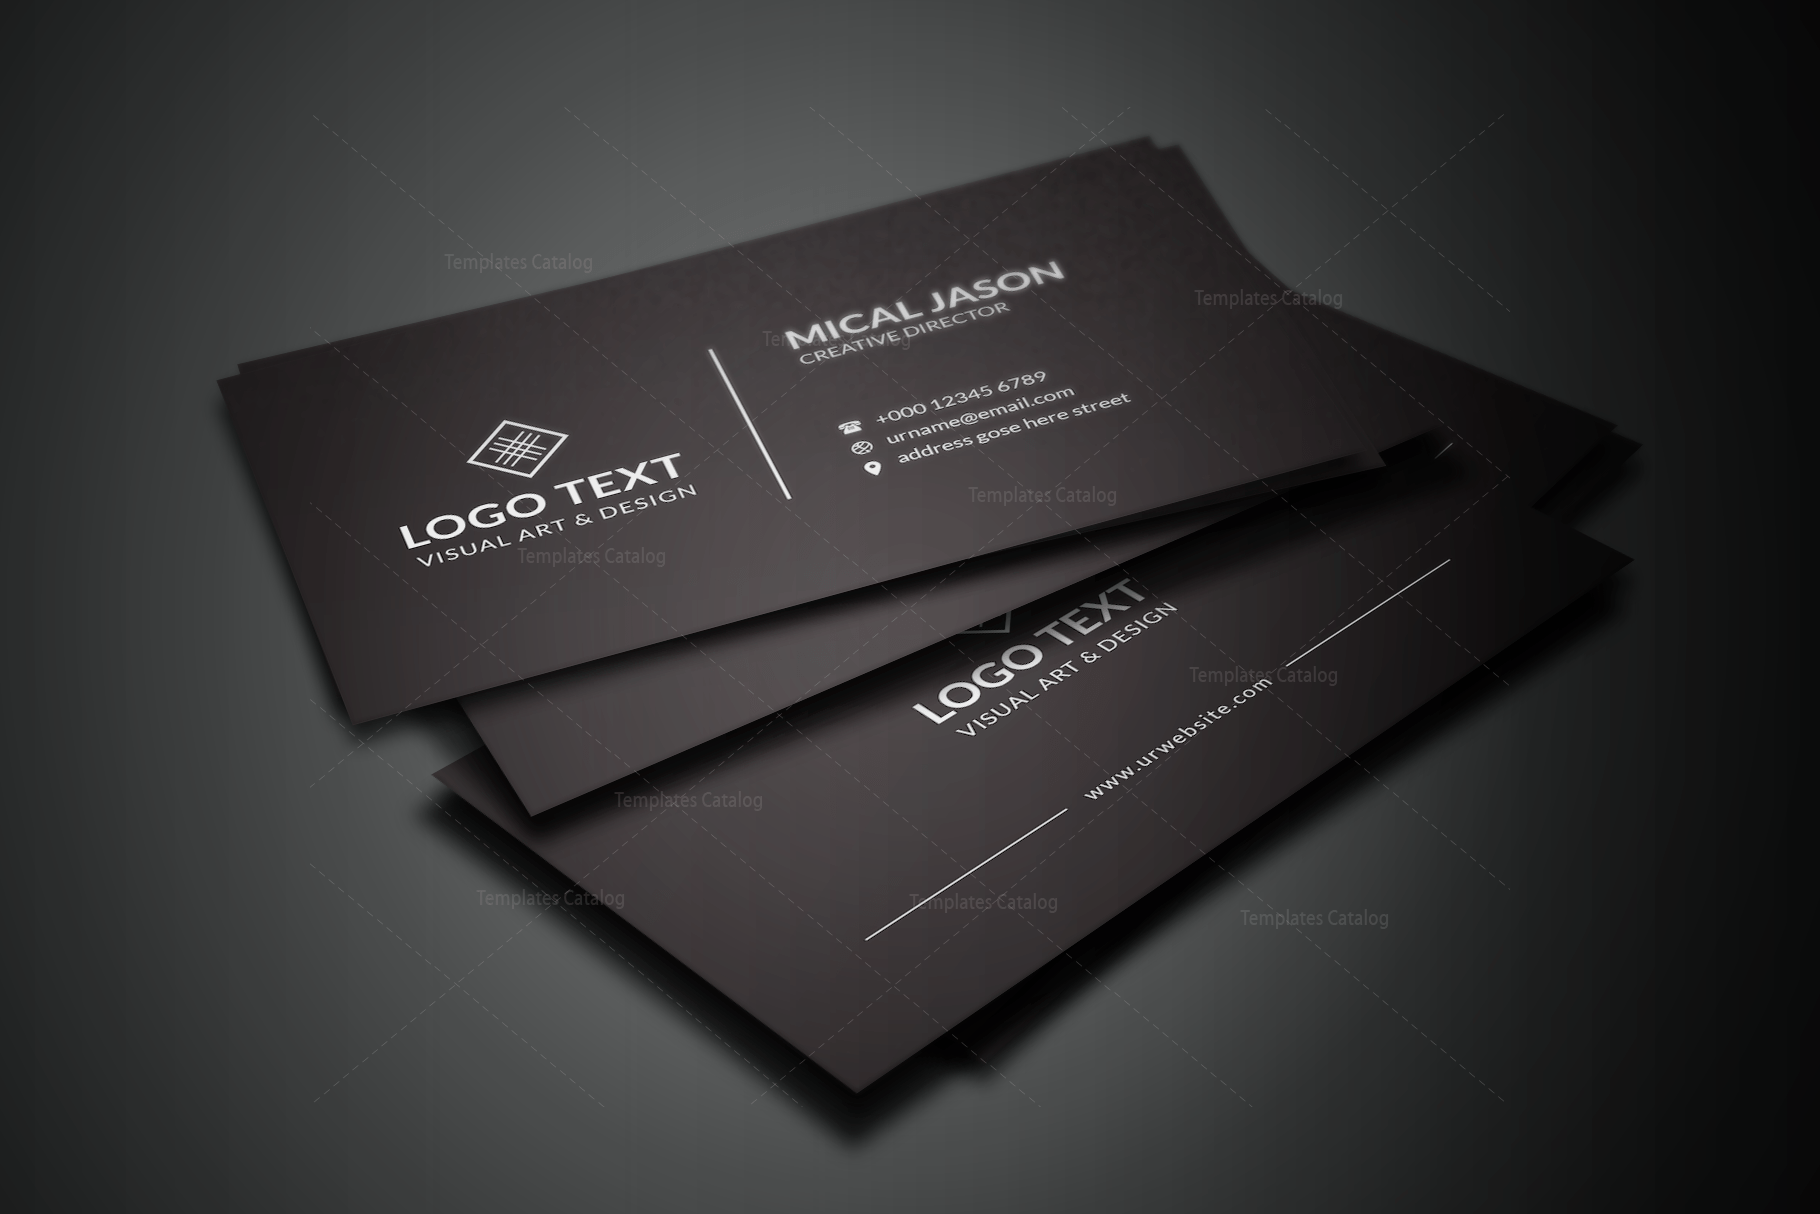 MICAL JASON
CREATIVE DIRECTOR
+000 12345 6789
urname@email.com
address gose here street
LOGO TEXT
VISUAL ART & DESIGN
LOGO TEXT
VISUAL ART & DESIGN
www.urwebsite.com
Templates Catalog
Templates Catalog
Templates Catalog
Templates Catalog
Templates Catalog
Templates Catalog
Templates Catalog
Templates Catalog
Templates Catalog
Templates Catalog